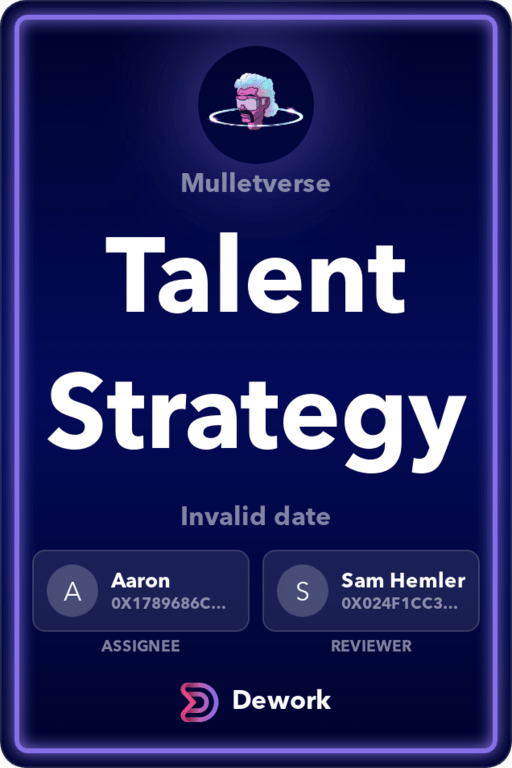 Mulletverse
Talent
Strategy
Invalid date
A
Aaron
0X1789686C...
ASSIGNEE
S
Sam Hemler
0X024F1CC3...
REVIEWER
Dework